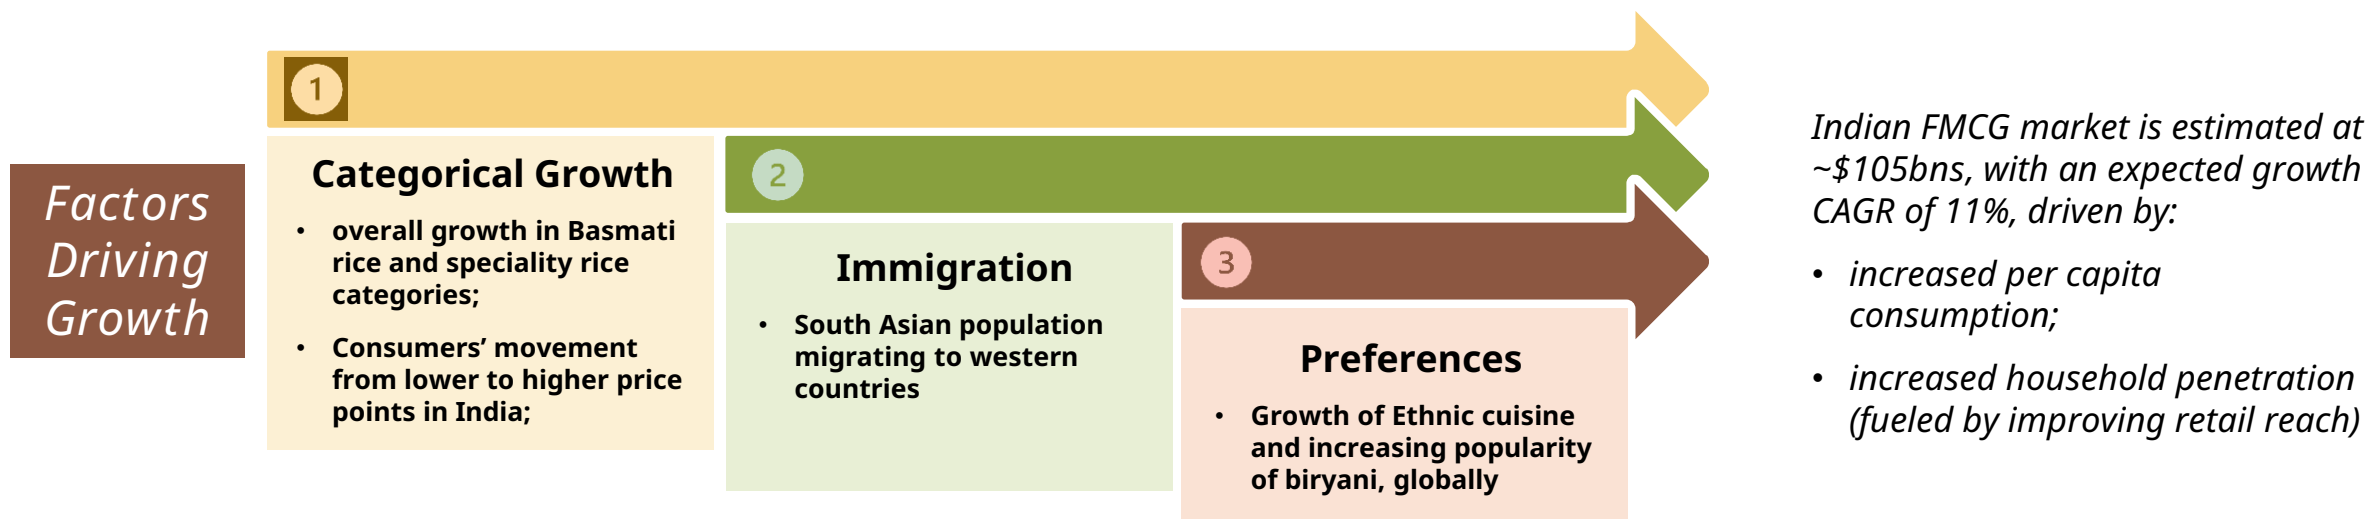 Factors
Driving
Growth
1
Categorical Growth
• overall growth in Basmati
rice and speciality rice
categories;
• Consumers’ movement
from lower to higher price
points in India;
2
Immigration
• South Asian population
migrating to western
countries
3
Preferences
• Growth of Ethnic cuisine
and increasing popularity
of biryani, globally
Indian FMCG market is estimated at
~$105bns, with an expected growth
CAGR of 11%, driven by:
• increased per capita
consumption;
• increased household penetration
(fueled by improving retail reach)